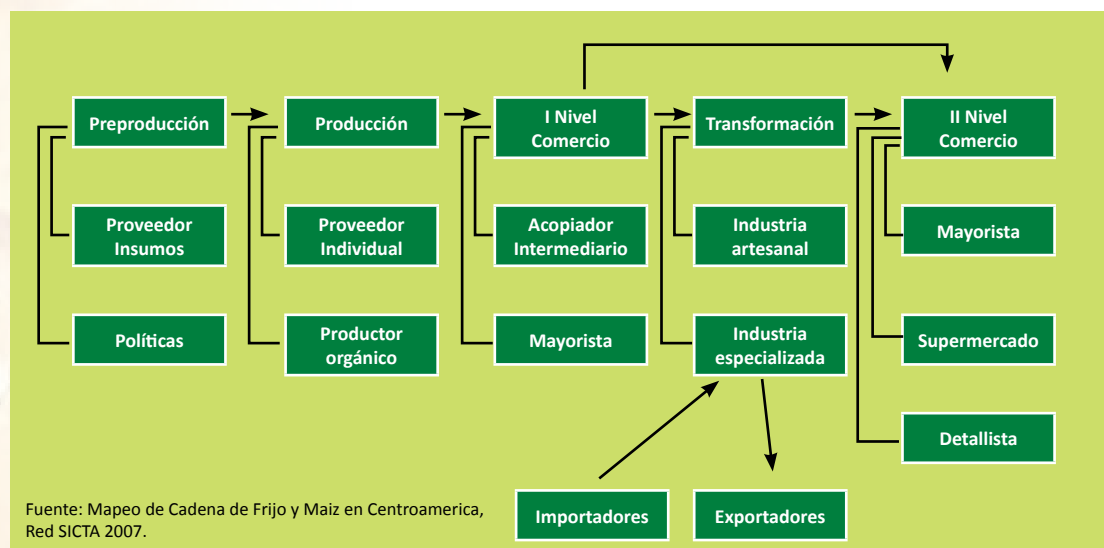 Preproducción
Producción
I Nivel
Comercio
Transformación
II Nivel
Comercio
Proveedor
Insumos
Proveedor
Individual
Acopiador
Intermediario
Industria
artesanal
Mayorista
Políticas
Productor
orgánico
Mayorista
Industria
especializada
Supermercado
Detallista
Importadores
Exportadores
Fuente: Mapeo de Cadena de Frijo y Maiz en Centroamerica,
Red SICTA 2007.